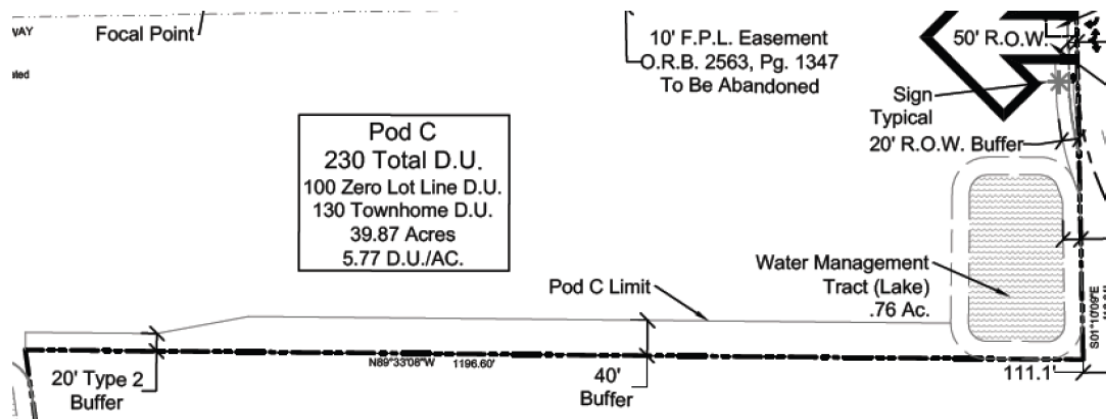 WAY
Focal Point
10' F.P.L. Easement
O.R.B. 2563, Pg. 1347
To Be Abandoned
50' R.O.W.
Sign
Typical
20' R.O.W. Buffer
Pod C
230 Total D.U.
100 Zero Lot Line D.U.
130 Townhome D.U.
39.87 Acres
5.77 D.U./AC.
Water Management
Tract (Lake)
.76 Ac.
Pod C Limit
S01°10'09"E
N89°33'08"W 1196.60'
20' Type 2
Buffer
40'
Buffer
111.1'